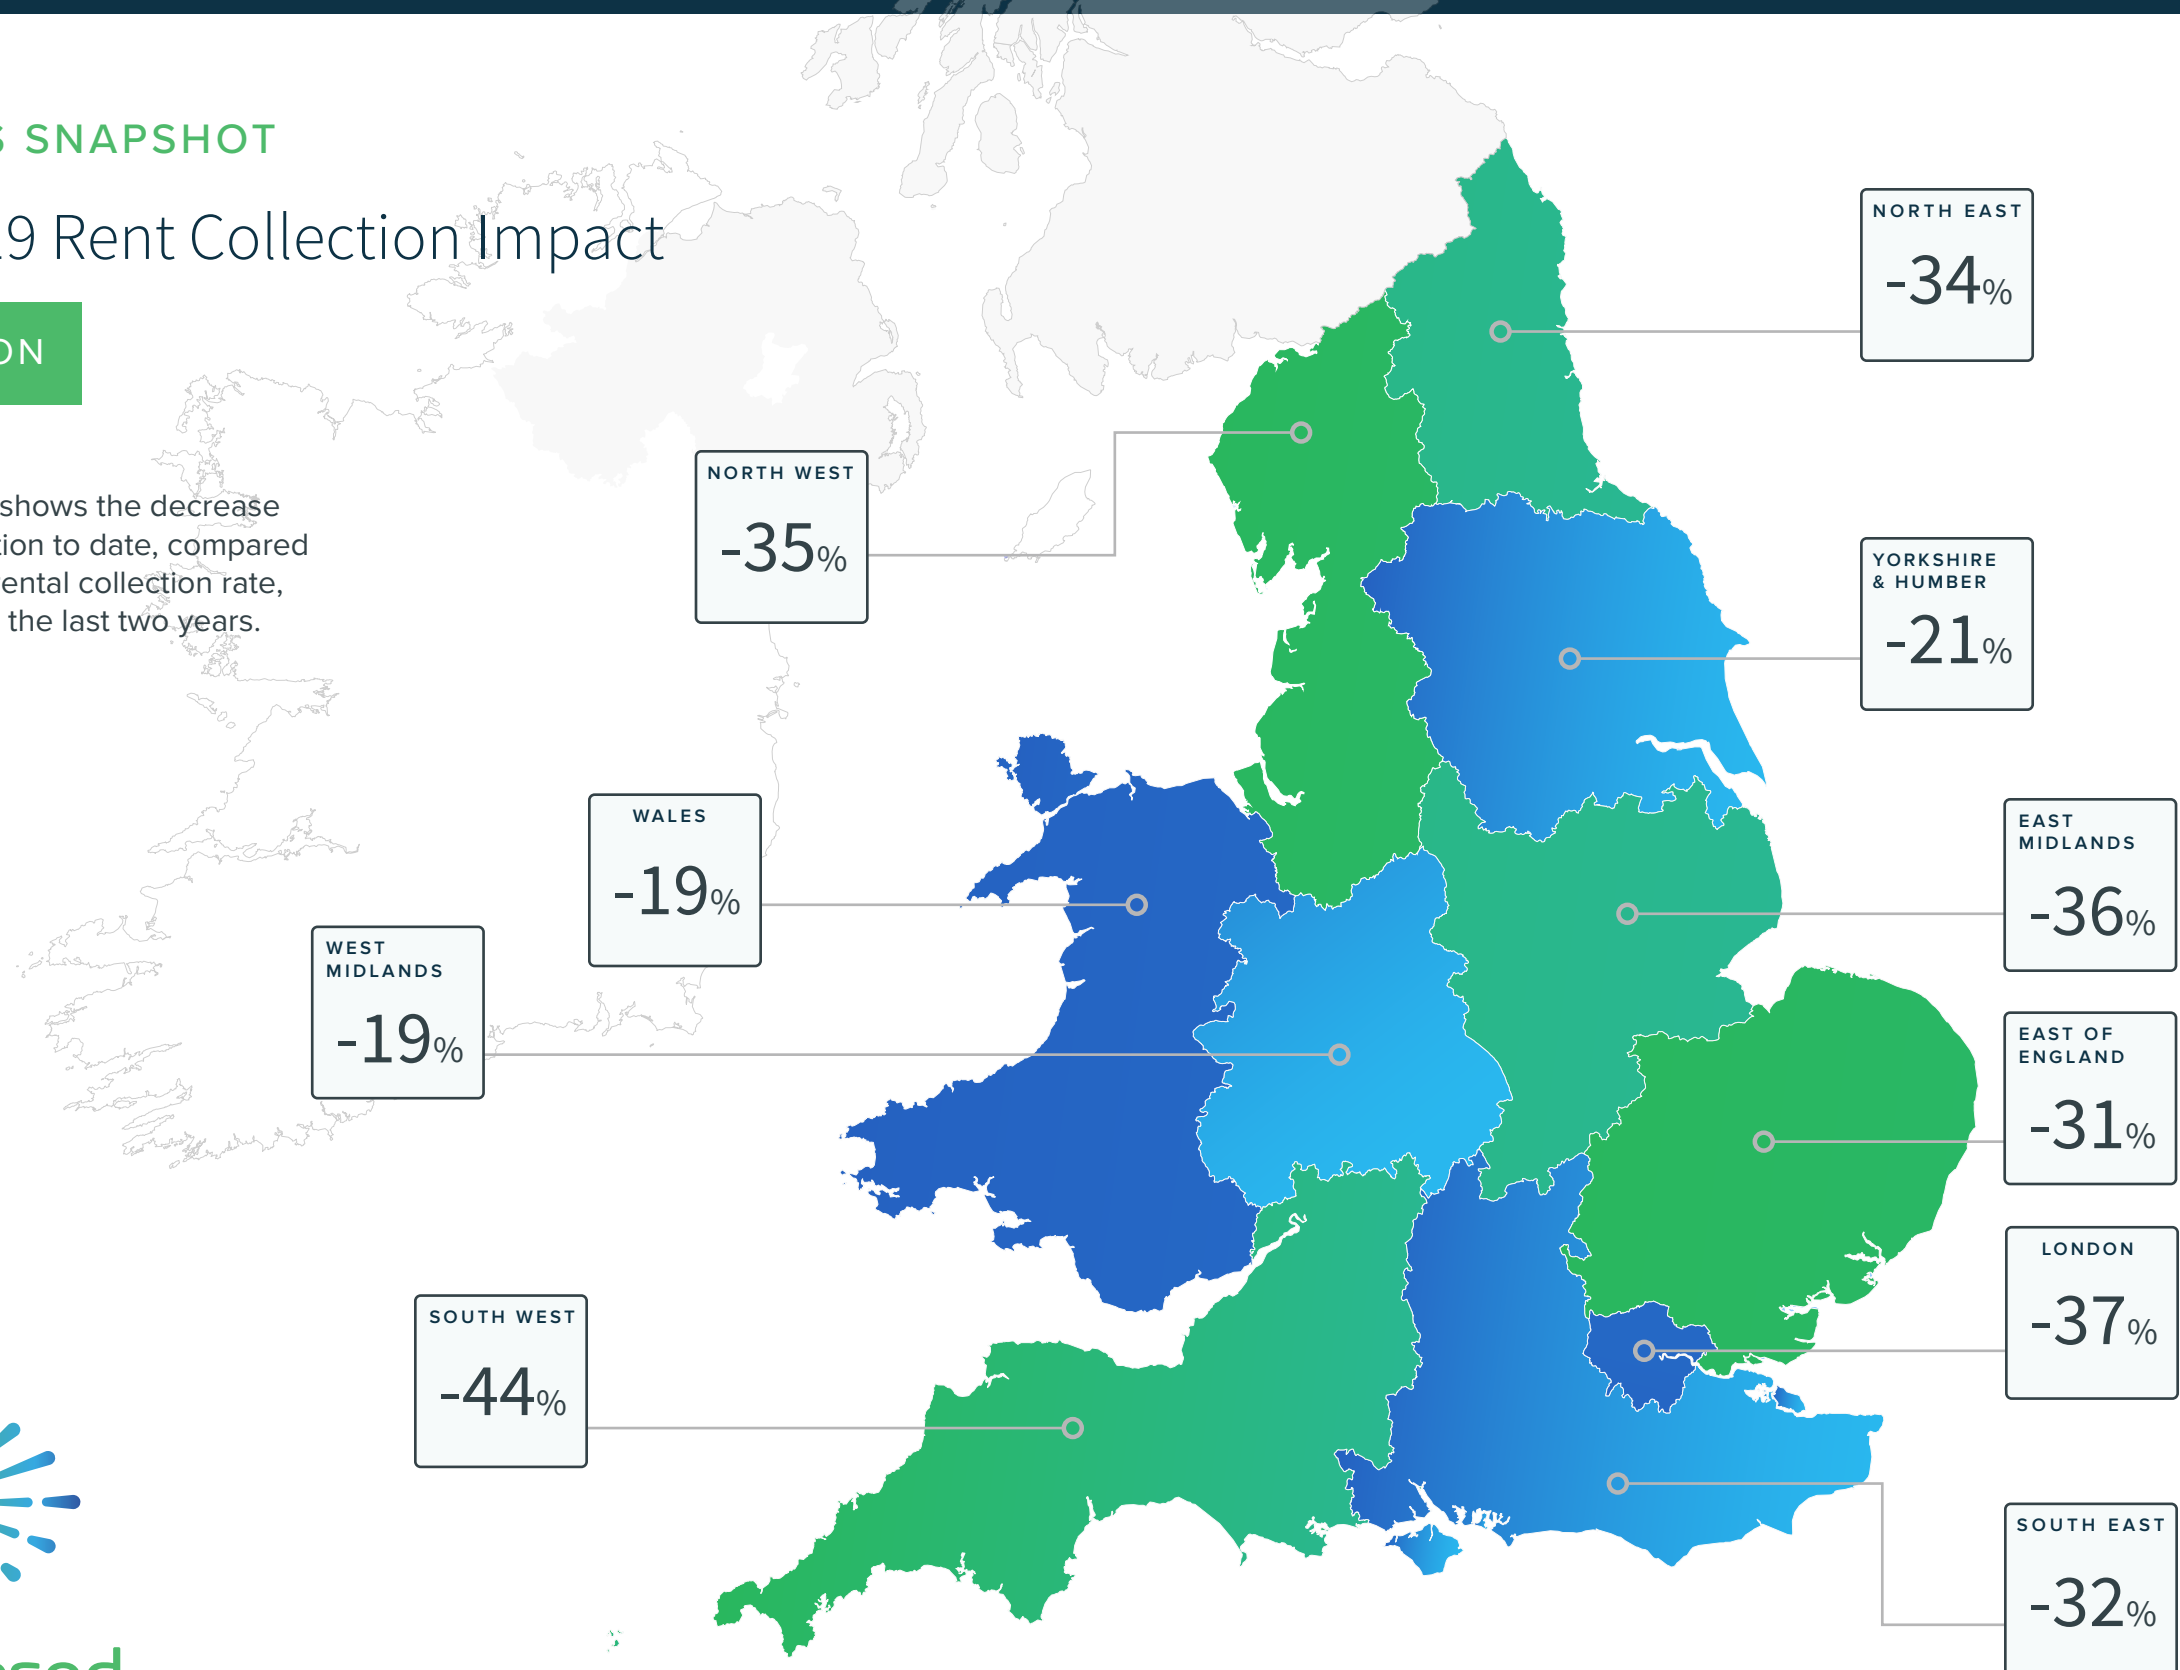 SNAPSHOT
19 Rent Collection Impact
ON
shows the decrease
tion to date, compared
rental collection rate,
the last two years.
NORTH EAST
-34%
NORTH WEST
-35%
YORKSHIRE
& HUMBER
-21%
WALES
-19%
EAST
MIDLANDS
-36%
WEST
MIDLANDS
-19%
EAST OF
ENGLAND
-31%
LONDON
-37%
SOUTH WEST
-44%
SOUTH EAST
-32%